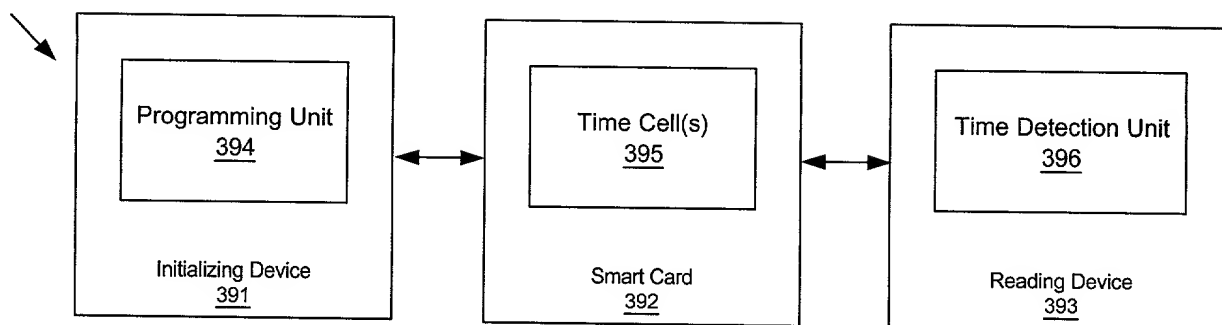 Programming Unit
394
Initializing Device
391
Time Cell(s)
395
Smart Card
392
Time Detection Unit
396
Reading Device
393